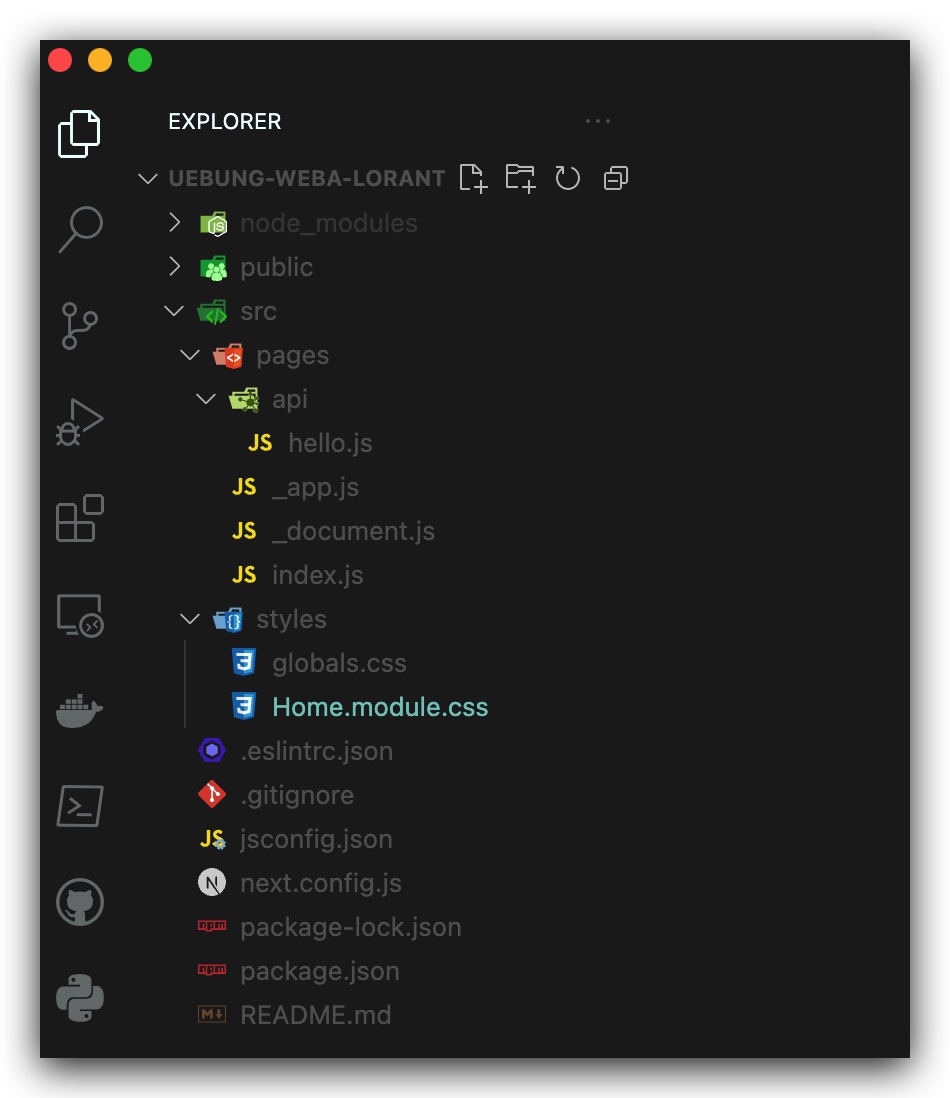 EXPLORER
UEBUNG-WEBA-LORANT
node_modules
public
src
pages
api
JS hello.js
JS _app.js
JS _document.js
JS index.js
styles
globals.css
Home.module.css
.eslintrc.json
.gitignore
JS jsconfig.json
N next.config.js
package-lock.json
package.json
M↓ README.md